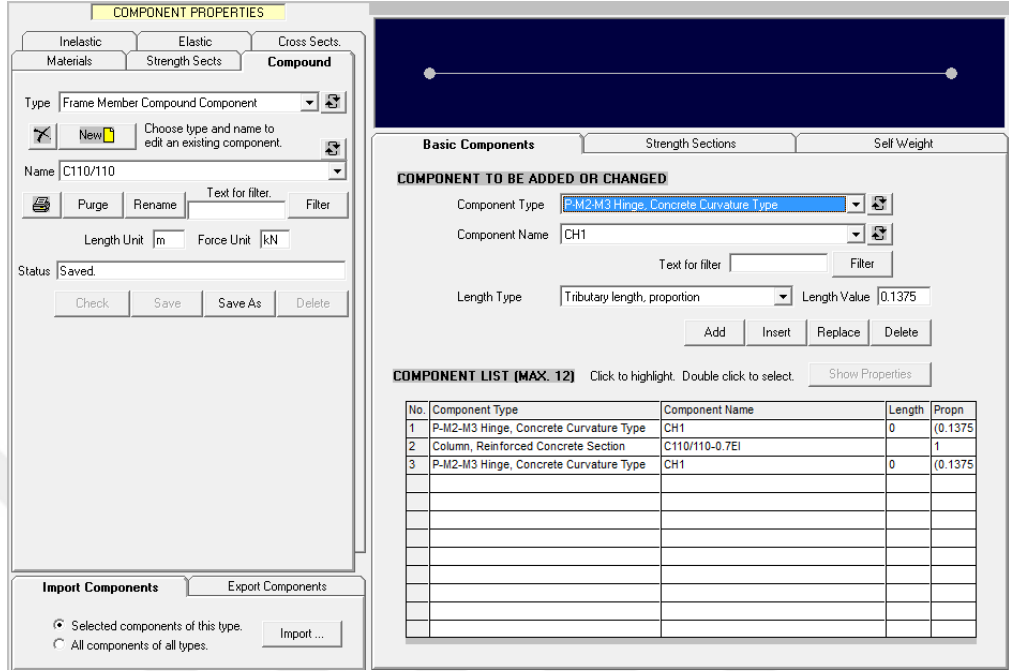 COMPONENT PROPERTIES
Inelastic Elastic Cross Sects.
Materials Strength Sects Compound
Type Frame Member Compound Component
New Choose type and name to
edit an existing component.
Name C110/110
Purge Rename Text for filter. Filter
Length Unit m Force Unit kN
Status Saved.
Check Save Save As Delete
Import Components Export Components
Selected components of this type.
All components of all types.
Import ...
Basic Components Strength Sections Self Weight
COMPONENT TO BE ADDED OR CHANGED
Component Type P-M2-M3 Hinge, Concrete Curvature Type
Component Name CH1
Text for filter Filter
Length Type Tributary length, proportion Length Value 0.1375
Add Insert Replace Delete
COMPONENT LIST (MAX. 12) Click to highlight. Double click to select. Show Properties
No. Component Type Component Name Length Propn
1 P-M2-M3 Hinge, Concrete Curvature Type CH1 0 (0.1375
2 Column, Reinforced Concrete Section C110/110-0.7EI 1
3 P-M2-M3 Hinge, Concrete Curvature Type CH1 0 (0.1375